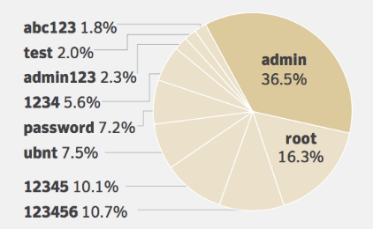 abc123 1.8%
test 2.0%
admin123 2.3%
1234 5.6%
password 7.2%
ubnt 7.5%
12345 10.1%
123456 10.7%
admin
36.5%
root
16.3%